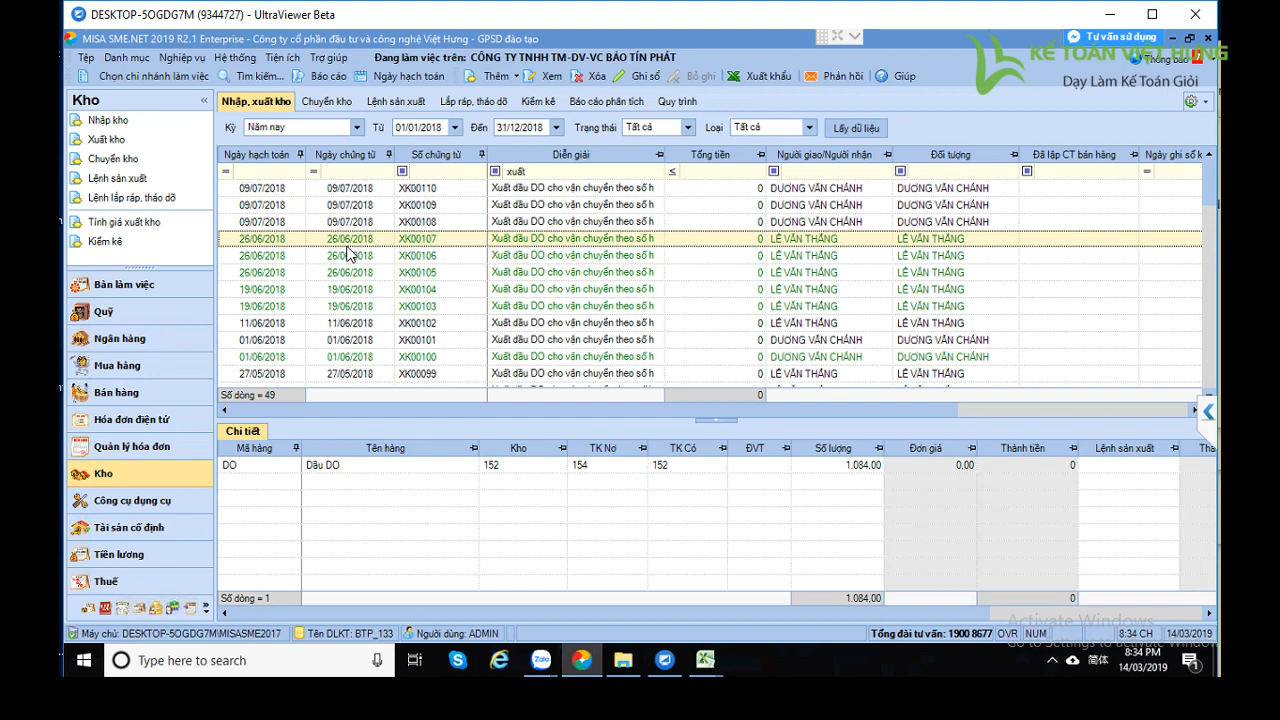 DESKTOP-5OGDG7M (9344727) - UltraViewer Beta
MISA SME.NET 2019 R2.1 Enterprise - Công ty cổ phần đầu tư và công nghệ Việt Hưng - GPSD đào tạo
Tư vấn sử dụng
Tệp Danh mục Nghiệp vụ Hệ thống Tiện ích Trợ giúp Đang làm việc trên: CÔNG TY TNHH TM-DV-VC BẢO TÍN PHÁT
Thông báo
KẾ TOÁN VIỆT HƯNG
Dạy Làm Kế Toán Giỏi
Chọn chi nhánh làm việc Tìm kiếm... Báo cáo Ngày hạch toán Thêm Xem Xóa Ghi sổ Bỏ ghi Xuất khẩu Phản hồi Giúp
Kho
Nhập kho
Xuất kho
Chuyển kho
Lệnh sản xuất
Lệnh lắp ráp, tháo dỡ
Tính giá xuất kho
Kiểm kê
Bàn làm việc
Quỹ
Ngân hàng
Mua hàng
Bán hàng
Hóa đơn điện tử
Quản lý hóa đơn
Kho
Công cụ dụng cụ
Tài sản cố định
Tiền lương
Thuế
Nhập, xuất kho Chuyển kho Lệnh sản xuất Lắp ráp, tháo dỡ Kiểm kê Báo cáo phân tích Quy trình
Kỳ Năm nay Từ 01/01/2018 Đến 31/12/2018 Trạng thái Tất cả Loại Tất cả Lấy dữ liệu
Ngày hạch toán Ngày chứng từ Số chứng từ Diễn giải Tổng tiền Người giao/Người nhận Đối tượng Đã lập CT bán hàng Ngày ghi sổ k
= = xuất ≤ =
09/07/2018 09/07/2018 XK00110 Xuất dầu DO cho vận chuyển theo số h 0 DƯƠNG VĂN CHÁNH DƯƠNG VĂN CHÁNH
09/07/2018 09/07/2018 XK00109 Xuất dầu DO cho vận chuyển theo số h 0 DƯƠNG VĂN CHÁNH DƯƠNG VĂN CHÁNH
09/07/2018 09/07/2018 XK00108 Xuất dầu DO cho vận chuyển theo số h 0 DƯƠNG VĂN CHÁNH DƯƠNG VĂN CHÁNH
26/06/2018 26/06/2018 XK00107 Xuất dầu DO cho vận chuyển theo số h 0 LÊ VĂN THẮNG LÊ VĂN THẮNG
26/06/2018 26/06/2018 XK00106 Xuất dầu DO cho vận chuyển theo số h 0 LÊ VĂN THẮNG LÊ VĂN THẮNG
26/06/2018 26/06/2018 XK00105 Xuất dầu DO cho vận chuyển theo số h 0 LÊ VĂN THẮNG LÊ VĂN THẮNG
19/06/2018 19/06/2018 XK00104 Xuất dầu DO cho vận chuyển theo số h 0 LÊ VĂN THẮNG LÊ VĂN THẮNG
19/06/2018 19/06/2018 XK00103 Xuất dầu DO cho vận chuyển theo số h 0 LÊ VĂN THẮNG LÊ VĂN THẮNG
11/06/2018 11/06/2018 XK00102 Xuất dầu DO cho vận chuyển theo số h 0 LÊ VĂN THẮNG LÊ VĂN THẮNG
01/06/2018 01/06/2018 XK00101 Xuất dầu DO cho vận chuyển theo số h 0 DƯƠNG VĂN CHÁNH DƯƠNG VĂN CHÁNH
01/06/2018 01/06/2018 XK00100 Xuất dầu DO cho vận chuyển theo số h 0 DƯƠNG VĂN CHÁNH DƯƠNG VĂN CHÁNH
27/05/2018 27/05/2018 XK00099 Xuất dầu DO cho vận chuyển theo số h 0 LÊ VĂN THẮNG LÊ VĂN THẮNG
Số dòng = 49 0
Chi tiết
Mã hàng Tên hàng Kho TK Nợ TK Có ĐVT Số lượng Đơn giá Thành tiền Lệnh sản xuất Thà
DO Dầu DO 152 154 152 1.084,00 0,00 0
Số dòng = 1 1.084,00 0
Activate Windows
Go to Settings to activate Windows
Máy chủ: DESKTOP-5OGDG7M\MISASME2017 Tên DLKT: BTP_133 Người dùng: ADMIN Tổng đài tư vấn: 1900 8677 OVR NUM 8:34 CH 14/03/2019
Type here to search 简体 8:34 PM
14/03/2019
1